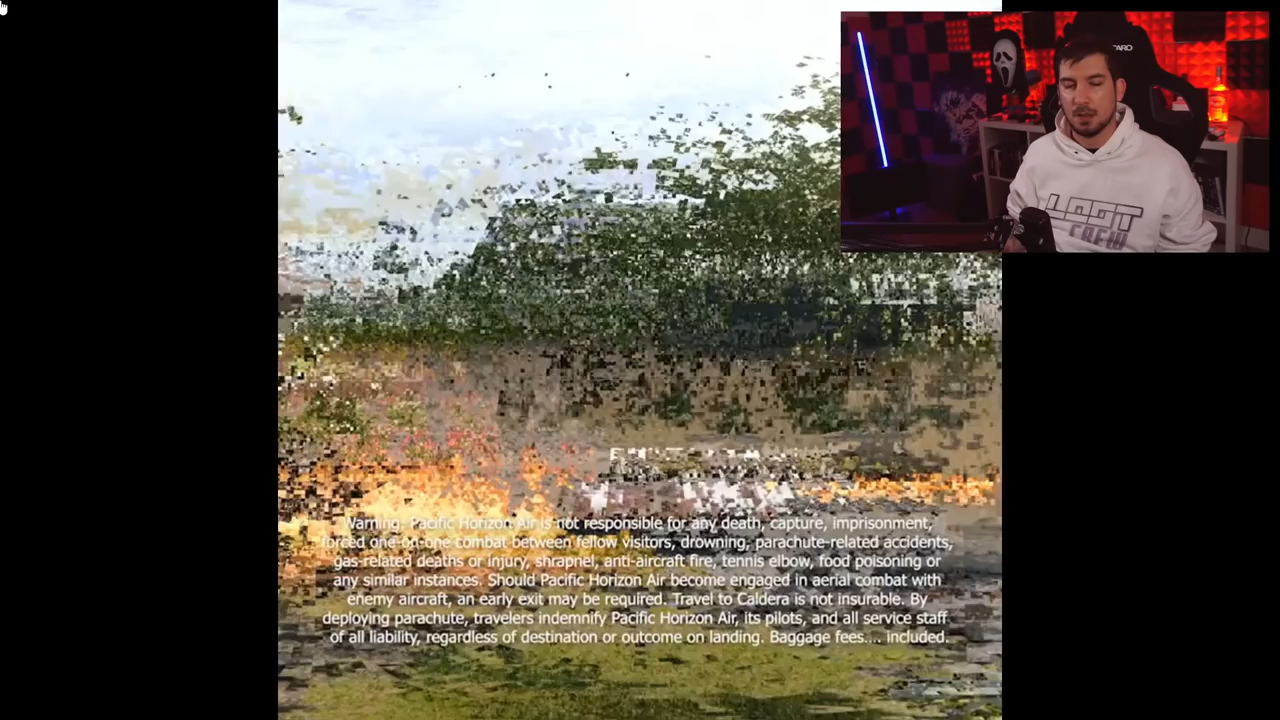 ARO
LOOT
CREW
Warning: Pacific Horizon Air is not responsible for any death, capture, imprisonment,
forced one-on-one combat between fellow visitors, drowning, parachute-related accidents,
gas-related deaths or injury, shrapnel, anti-aircraft fire, tennis elbow, food poisoning or
any similar instances. Should Pacific Horizon Air become engaged in aerial combat with
enemy aircraft, an early exit may be required. Travel to Caldera is not insurable. By
deploying parachute, travelers indemnify Pacific Horizon Air, its pilots, and all service staff
of all liability, regardless of destination or outcome on landing. Baggage fees.... included.